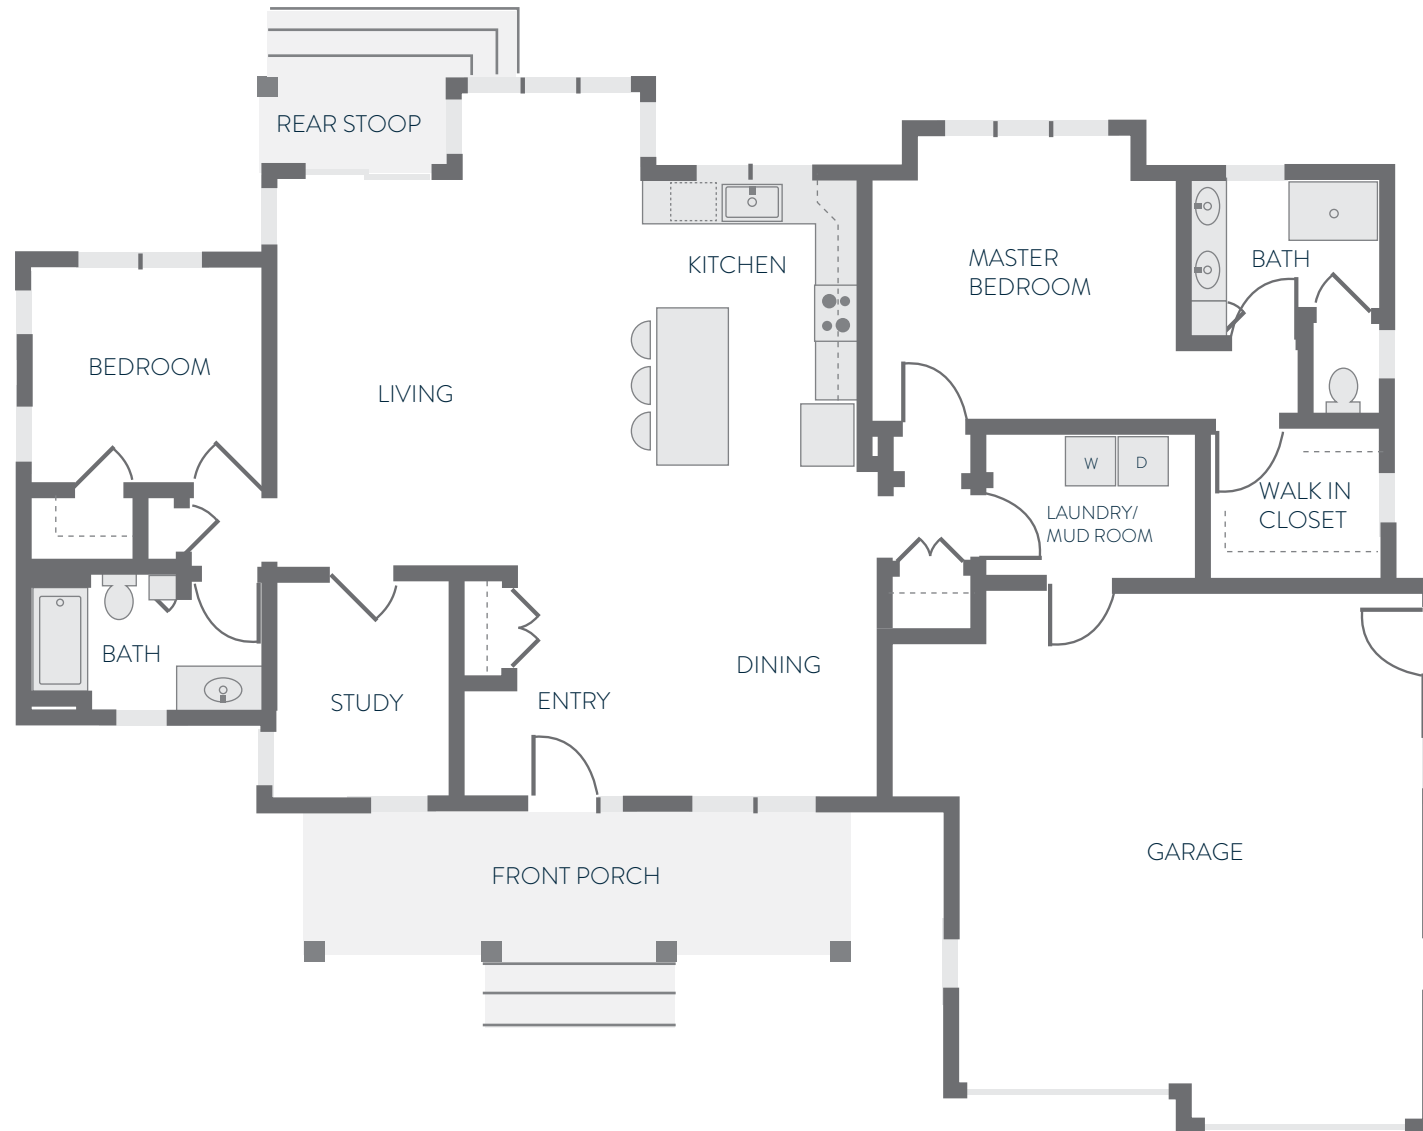 REAR STOOP
KITCHEN
MASTER
BEDROOM
BATH
BEDROOM
LIVING
W
D
WALK IN
CLOSET
LAUNDRY/
MUD ROOM
BATH
DINING
STUDY
ENTRY
GARAGE
FRONT PORCH